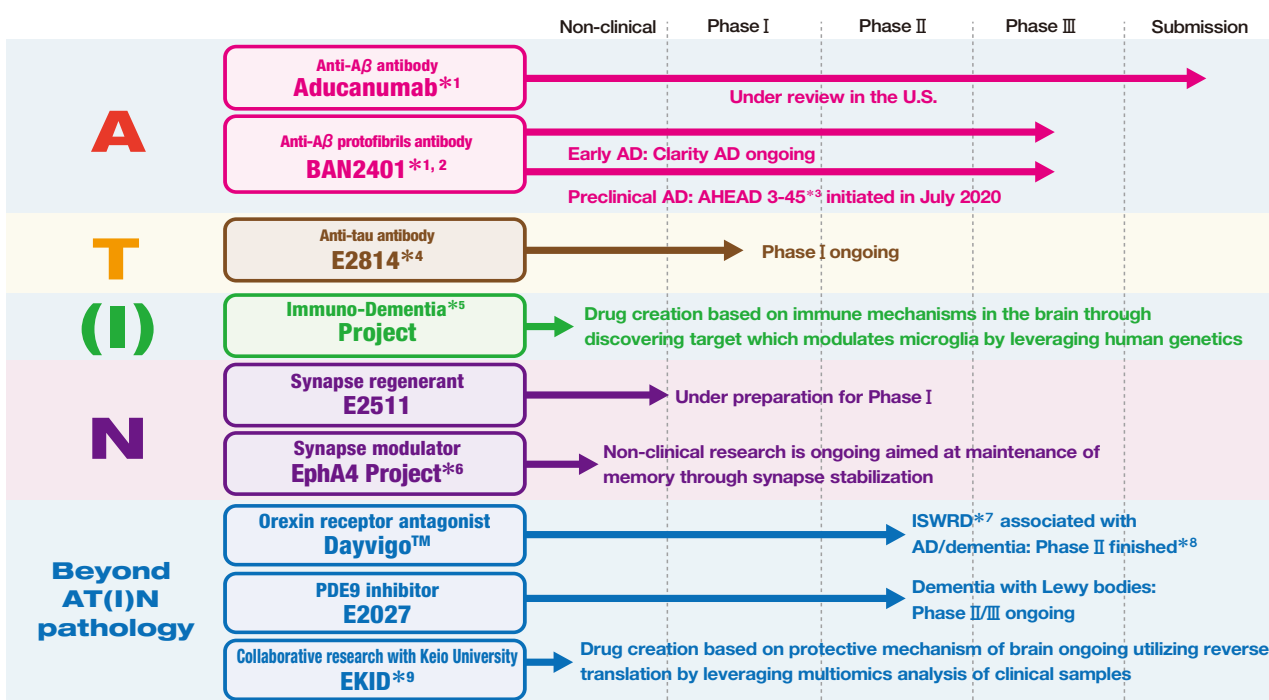 Non-clinical
Phase Ⅰ
Phase Ⅱ
Phase Ⅲ
Submission
A
Anti-Aβ antibody
Aducanumab*1
Under review in the U.S.
Anti-Aβ protofibrils antibody
BAN2401*1, 2
Early AD: Clarity AD ongoing
Preclinical AD: AHEAD 3-45*3 initiated in July 2020
T
Anti-tau antibody
E2814*4
Phase Ⅰ ongoing
(I)
Immuno-Dementia*5
Project
Drug creation based on immune mechanisms in the brain through
discovering target which modulates microglia by leveraging human genetics
N
Synapse regenerant
E2511
Under preparation for Phase Ⅰ
Synapse modulator
EphA4 Project*6
Non-clinical research is ongoing aimed at maintenance of
memory through synapse stabilization
Beyond
AT(I)N
pathology
Orexin receptor antagonist
Dayvigo™
ISWRD*7 associated with
AD/dementia: Phase Ⅱ finished*8
PDE9 inhibitor
E2027
Dementia with Lewy bodies:
Phase Ⅱ/Ⅲ ongoing
Collaborative research with Keio University
EKID*9
Drug creation based on protective mechanism of brain ongoing utilizing reverse
translation by leveraging multiomics analysis of clinical samples